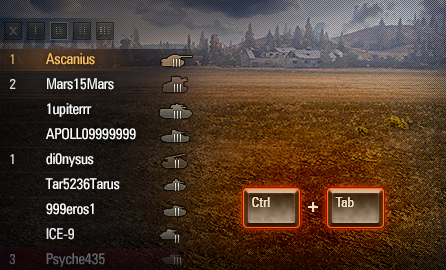 1 Ascanius
2 Mars15Mars
1upiterrr
APOLLO9999999
1 di0nysus
Tar5236Tarus
999eros1
ICE-9
3 Psyche435
Ctrl + Tab